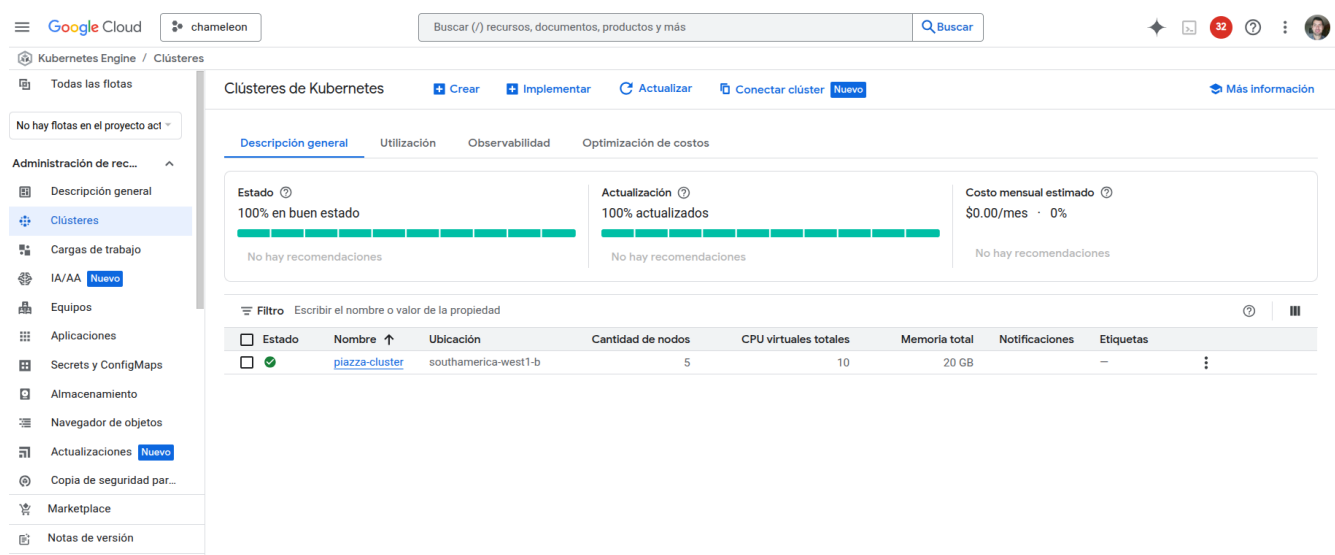 Google Cloud
chameleon
Buscar (/) recursos, documentos, productos y más
Buscar
32
Kubernetes Engine / Clústeres
Todas las flotas
No hay flotas en el proyecto act
Administración de rec...
Descripción general
Clústeres
Cargas de trabajo
IA/AA Nuevo
Equipos
Aplicaciones
Secrets y ConfigMaps
Almacenamiento
Navegador de objetos
Actualizaciones Nuevo
Copia de seguridad par...
Marketplace
Notas de versión
Clústeres de Kubernetes
Crear
Implementar
Actualizar
Conectar clúster Nuevo
Más información
Descripción general Utilización Observabilidad Optimización de costos
Estado
100% en buen estado
No hay recomendaciones
Actualización
100% actualizados
No hay recomendaciones
Costo mensual estimado
$0.00/mes · 0%
No hay recomendaciones
Filtro Escribir el nombre o valor de la propiedad
Estado Nombre Ubicación Cantidad de nodos CPU virtuales totales Memoria total Notificaciones Etiquetas
piazza-cluster southamerica-west1-b 5 10 20 GB —